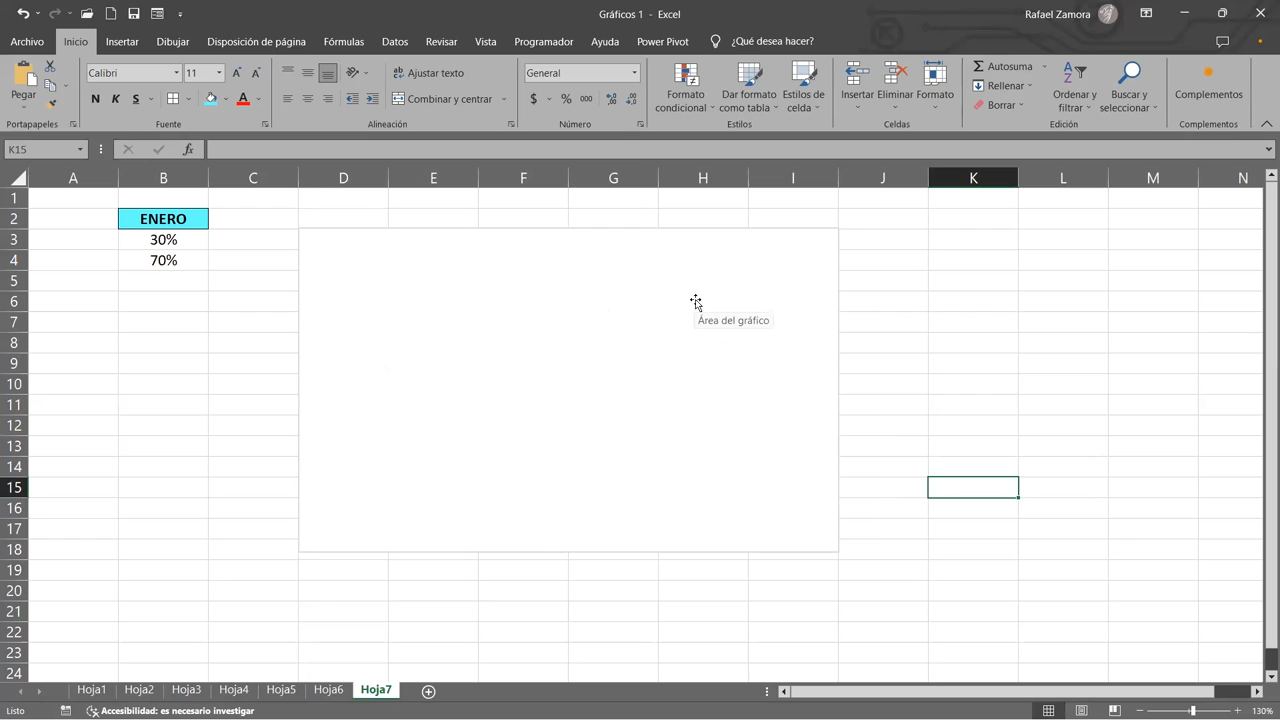 Gráficos 1 - Excel
Rafael Zamora
Archivo Inicio Insertar Dibujar Disposición de página Fórmulas Datos Revisar Vista Programador Ayuda Power Pivot ¿Qué desea hacer?
Pegar
Calibri 11
N K S A
Ajustar texto
Combinar y centrar
General
$ % 000
Formato condicional
Dar formato como tabla
Estilos de celda
Insertar Eliminar Formato
Autosuma
Rellenar
Borrar
Ordenar y filtrar
Buscar y seleccionar
Complementos
Portapapeles Fuente Alineación Número Estilos Celdas Edición Complementos
K15 fx
A B C D E F G H I J K L M N
1
2 ENERO
3 30%
4 70%
5
6
7 Área del gráfico
8
9
10
11
12
13
14
15
16
17
18
19
20
21
22
23
24
Hoja1 Hoja2 Hoja3 Hoja4 Hoja5 Hoja6 Hoja7
Listo Accesibilidad: es necesario investigar 130%